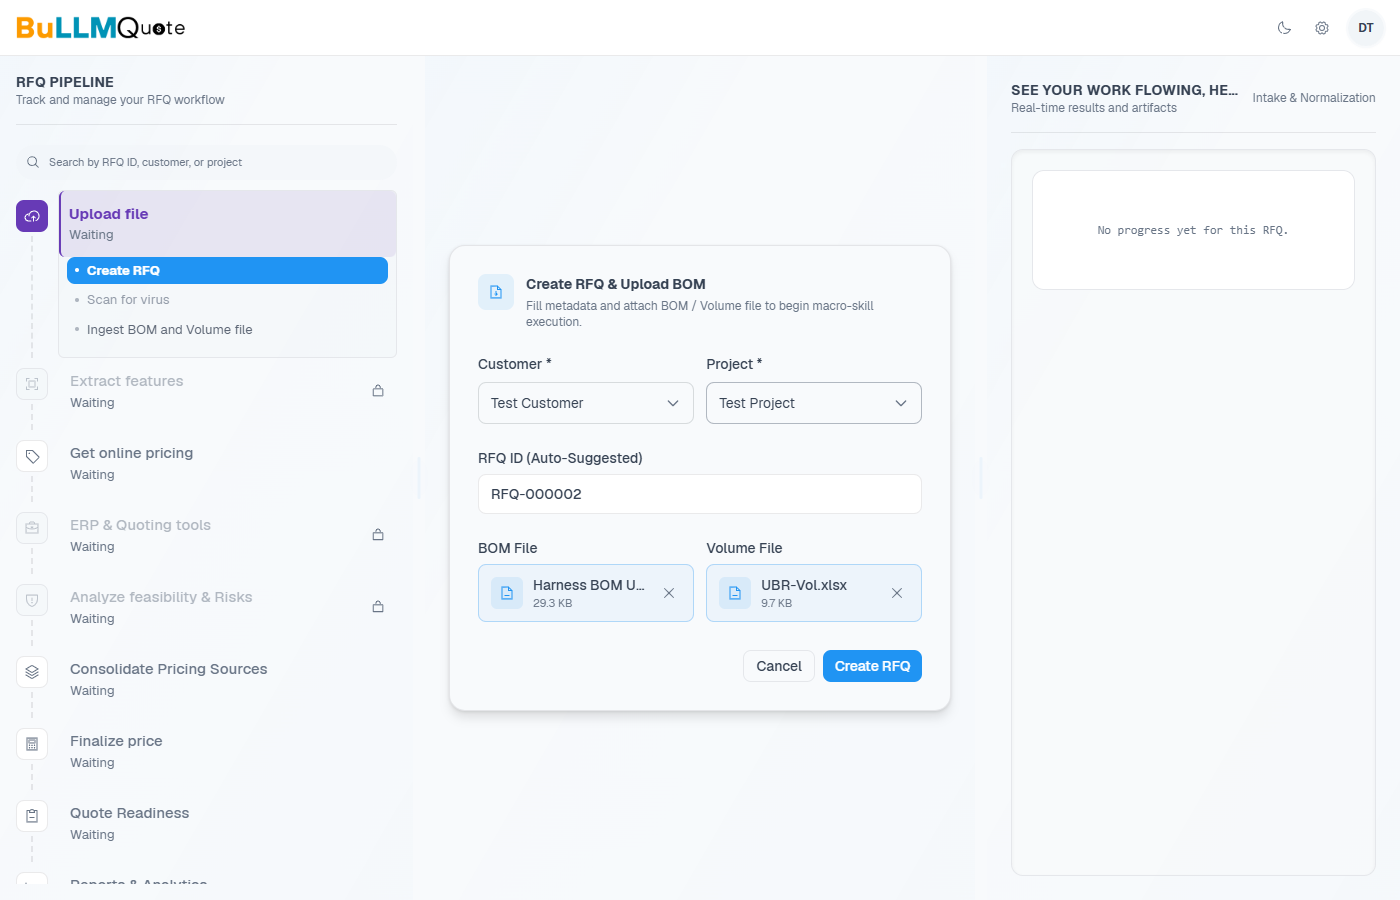 BuLLMQuote
DT
RFQ PIPELINE
Track and manage your RFQ workflow
Search by RFQ ID, customer, or project
Upload file
Waiting
Create RFQ
Scan for virus
Ingest BOM and Volume file
Extract features
Waiting
Get online pricing
Waiting
ERP & Quoting tools
Waiting
Analyze feasibility & Risks
Waiting
Consolidate Pricing Sources
Waiting
Finalize price
Waiting
Quote Readiness
Waiting
Reports & Analytics
Create RFQ & Upload BOM
Fill metadata and attach BOM / Volume file to begin macro-skill
execution.
Customer *
Project *
Test Customer
Test Project
RFQ ID (Auto-Suggested)
RFQ-000002
BOM File
Volume File
Harness BOM U...
29.3 KB
UBR-Vol.xlsx
9.7 KB
Cancel
Create RFQ
SEE YOUR WORK FLOWING, HE...
Real-time results and artifacts
Intake & Normalization
No progress yet for this RFQ.